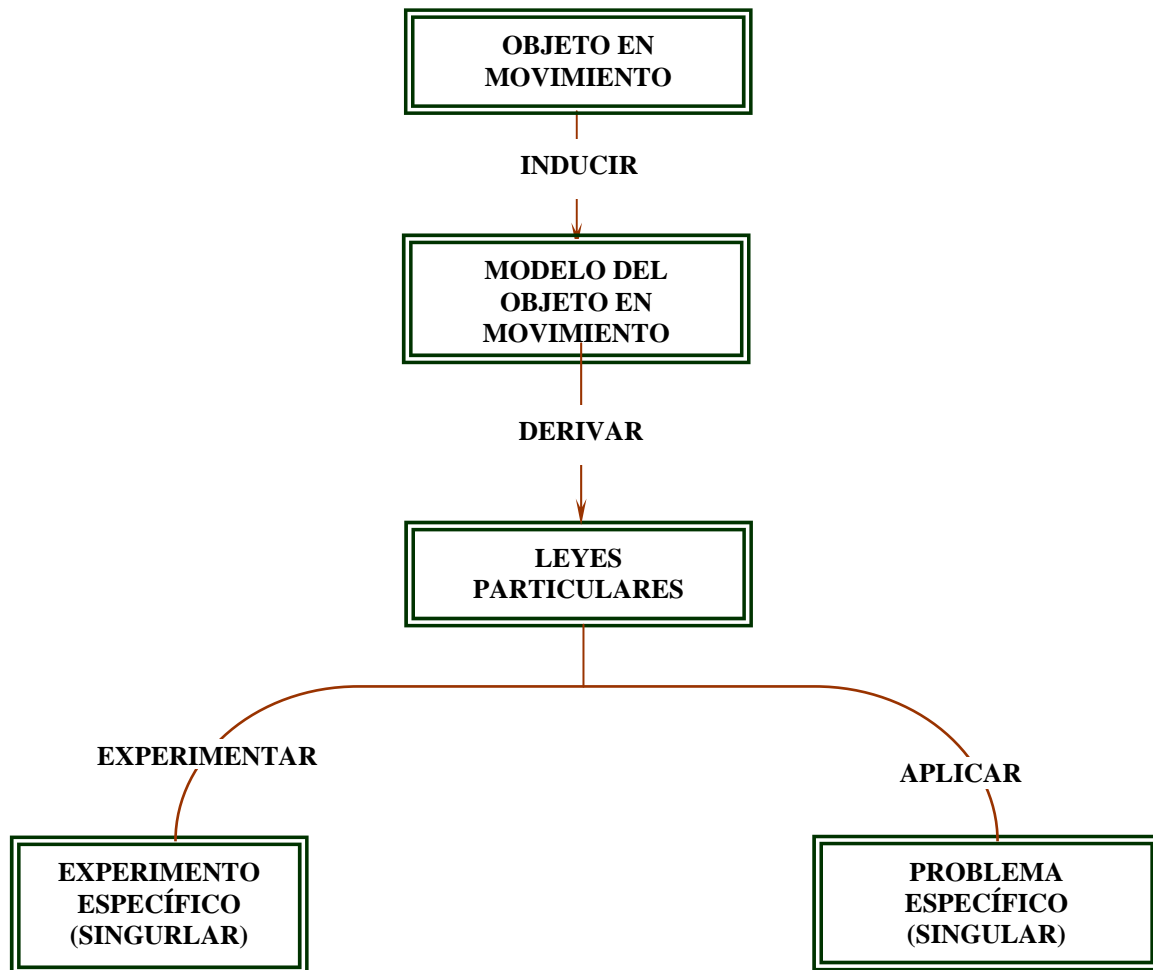 OBJETO EN
MOVIMIENTO
INDUCIR
MODELO DEL
OBJETO EN
MOVIMIENTO
DERIVAR
LEYES
PARTICULARES
EXPERIMENTAR
APLICAR
EXPERIMENTO
ESPECÍFICO
(SINGURLAR)
PROBLEMA
ESPECÍFICO
(SINGULAR)